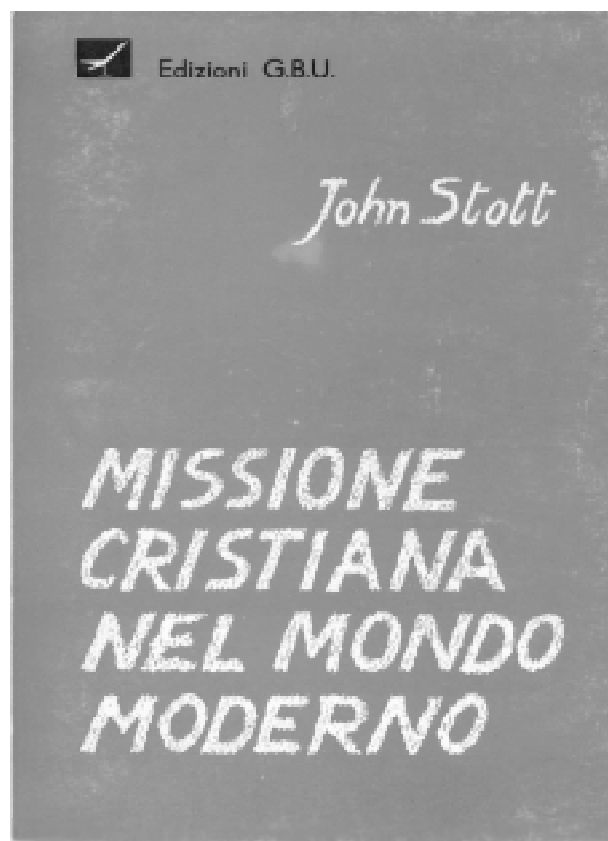 Edizioni G.B.U.
John Stott
MISSIONE
CRISTIANA
NEL MONDO
MODERNO